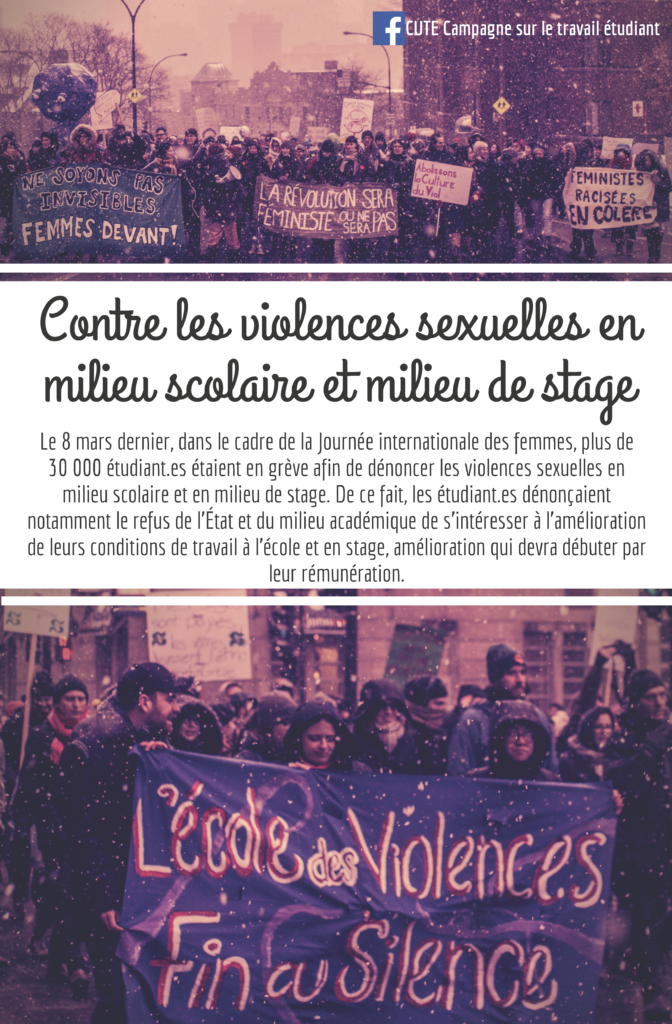 f CUTE Campagne sur le travail étudiant
NE SOYONS PAS
INVISIBLES
FEMMES DEVANT!
LA RÉVOLUTION SERA
FÉMINISTE OU NE
SERA PAS
Abolissons
la Culture
du Viol
FÉMINISTES
RACISÉES
EN COLÈRE
Contre les violences sexuelles en
milieu scolaire et milieu de stage
Le 8 mars dernier, dans le cadre de la Journée internationale des femmes, plus de
30 000 étudiant.es étaient en grève afin de dénoncer les violences sexuelles en
milieu scolaire et en milieu de stage. De ce fait, les étudiant.es dénonçaient
notamment le refus de l'État et du milieu académique de s'intéresser à l'amélioration
de leurs conditions de travail à l'école et en stage, amélioration qui devra débuter par
leur rémunération.
L'école des Violences
Fin au Silence